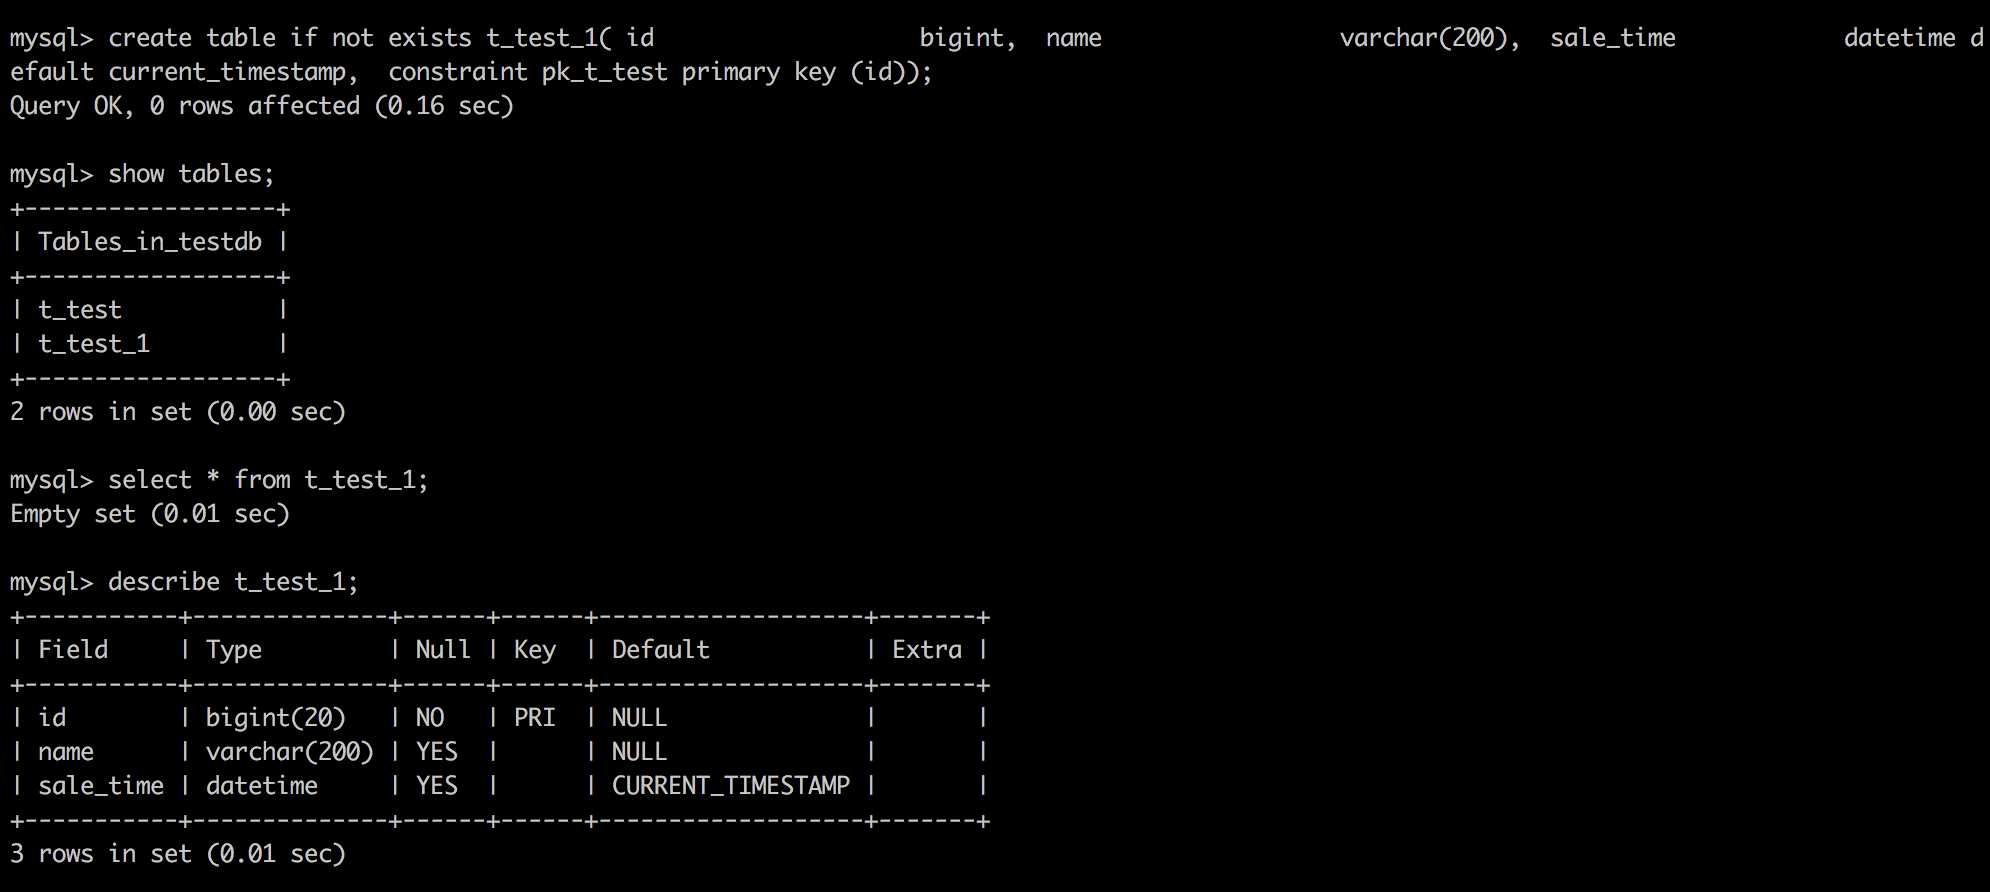 mysql> create table if not exists t_test_1( id                   bigint,  name                 varchar(200),  sale_time            datetime d
efault current_timestamp,  constraint pk_t_test primary key (id));
Query OK, 0 rows affected (0.16 sec)
mysql> show tables;
+------------------+
| Tables_in_testdb |
+------------------+
| t_test           |
| t_test_1         |
+------------------+
2 rows in set (0.00 sec)
mysql> select * from t_test_1;
Empty set (0.01 sec)
mysql> describe t_test_1;
+-----------+--------------+------+------+-------------------+-------+
| Field     | Type         | Null | Key  | Default           | Extra |
+-----------+--------------+------+------+-------------------+-------+
| id        | bigint(20)   | NO   | PRI  | NULL              |       |
| name      | varchar(200) | YES  |      | NULL              |       |
| sale_time | datetime     | YES  |      | CURRENT_TIMESTAMP |       |
+-----------+--------------+------+------+-------------------+-------+
3 rows in set (0.01 sec)